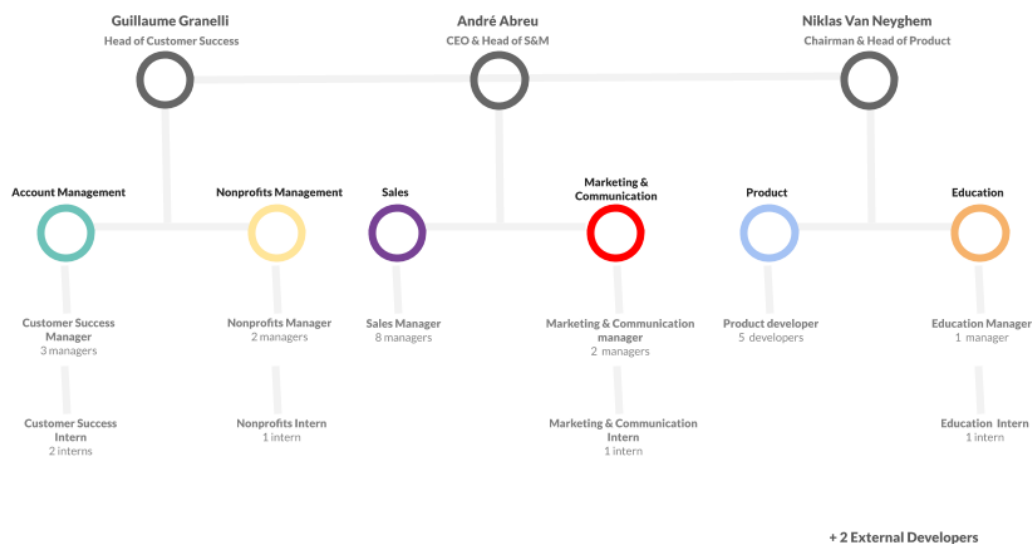 Guillaume Granelli
Head of Customer Success
André Abreu
CEO & Head of S&M
Niklas Van Neyghem
Chairman & Head of Product
Account Management
Nonprofits Management
Sales
Marketing &
Communication
Product
Education
Customer Success
Manager
3 managers
Nonprofits Manager
2 managers
Sales Manager
8 managers
Marketing & Communication
manager
2 managers
Product developer
5 developers
Education Manager
1 manager
Customer Success
Intern
2 interns
Nonprofits Intern
1 intern
Marketing & Communication
Intern
1 intern
Education Intern
1 intern
+ 2 External Developers